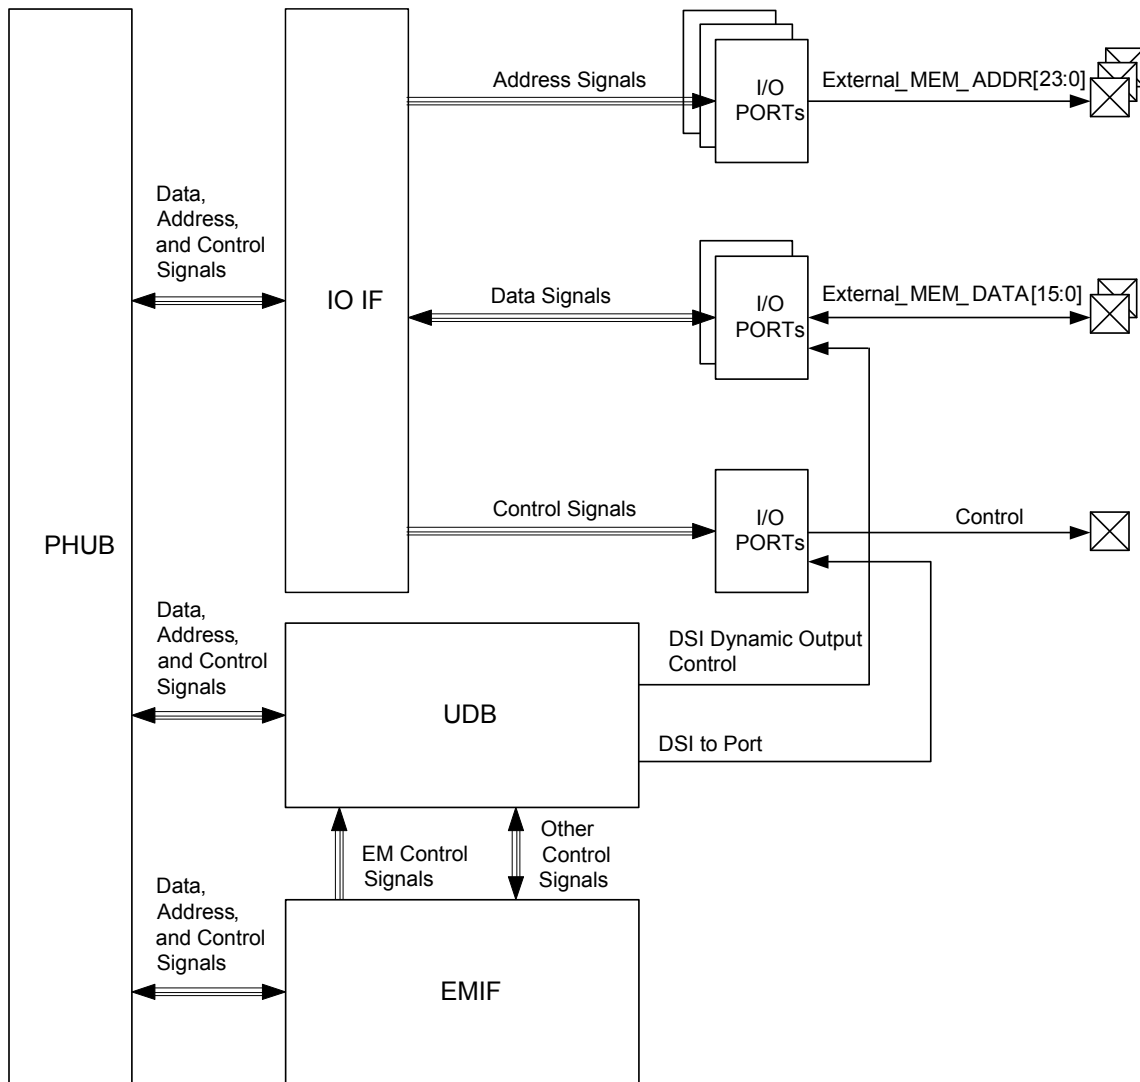 Address Signals
I/O
PORTs
External_MEM_ADDR[23:0]
Data,
Address,
and Control
Signals
IO IF
Data Signals
I/O
PORTs
External_MEM_DATA[15:0]
PHUB
Control Signals
I/O
PORTs
Control
Data,
Address,
and Control
Signals
UDB
DSI Dynamic Output
Control
DSI to Port
EM Control
Signals
Other
Control
Signals
Data,
Address,
and Control
Signals
EMIF